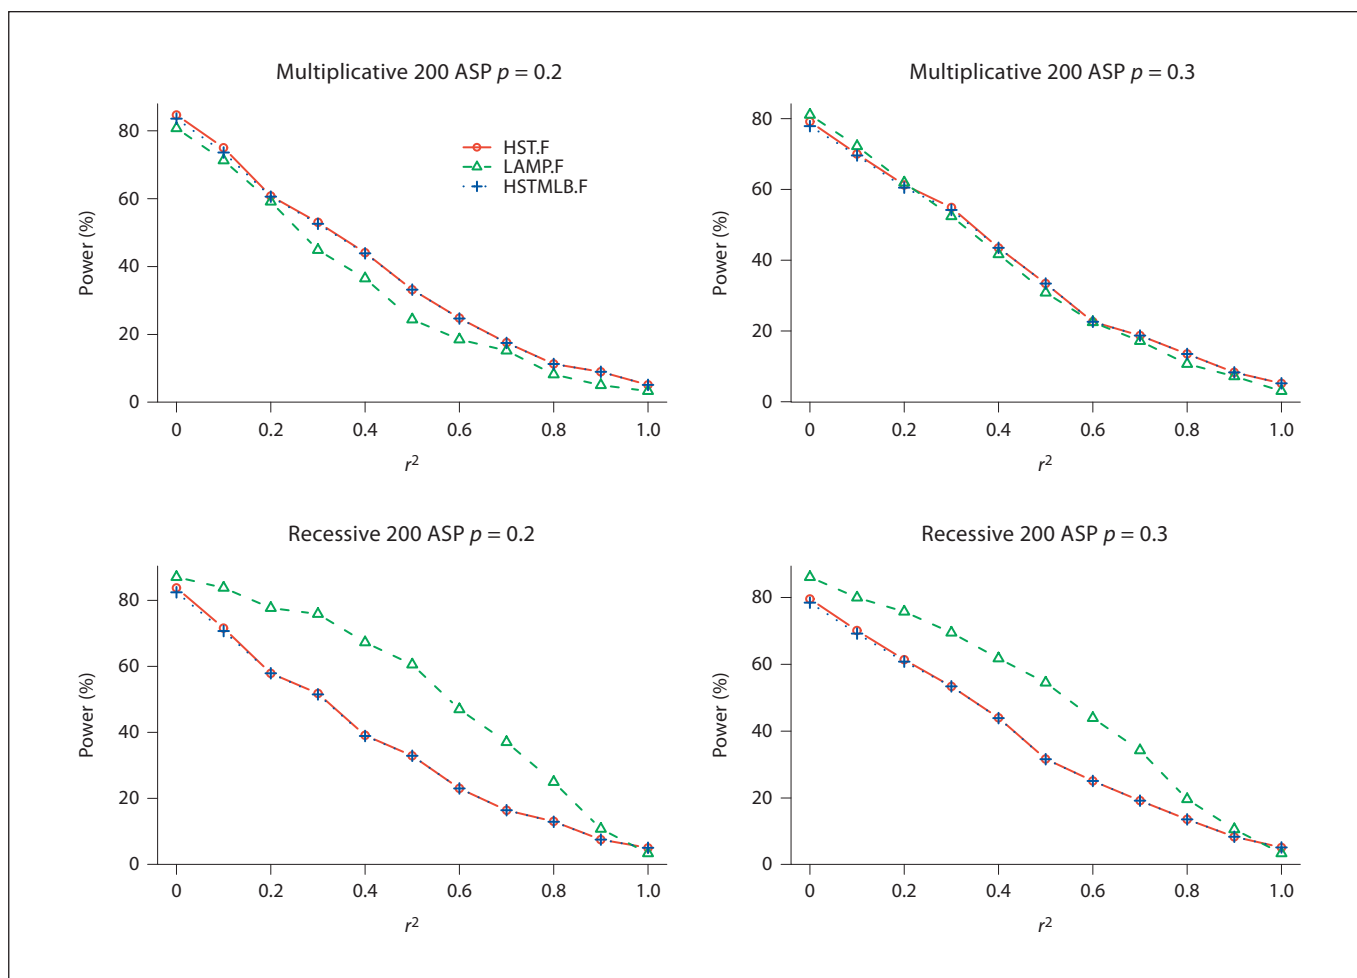 Multiplicative 200 ASP p = 0.2
Power (%)
80
60
40
20
0
0 0.2 0.4 0.6 0.8 1.0
r²
HST.F
LAMP.F
HSTMLB.F
Multiplicative 200 ASP p = 0.3
Power (%)
80
60
40
20
0
0 0.2 0.4 0.6 0.8 1.0
r²
Recessive 200 ASP p = 0.2
Power (%)
80
60
40
20
0
0 0.2 0.4 0.6 0.8 1.0
r²
Recessive 200 ASP p = 0.3
Power (%)
80
60
40
20
0
0 0.2 0.4 0.6 0.8 1.0
r²